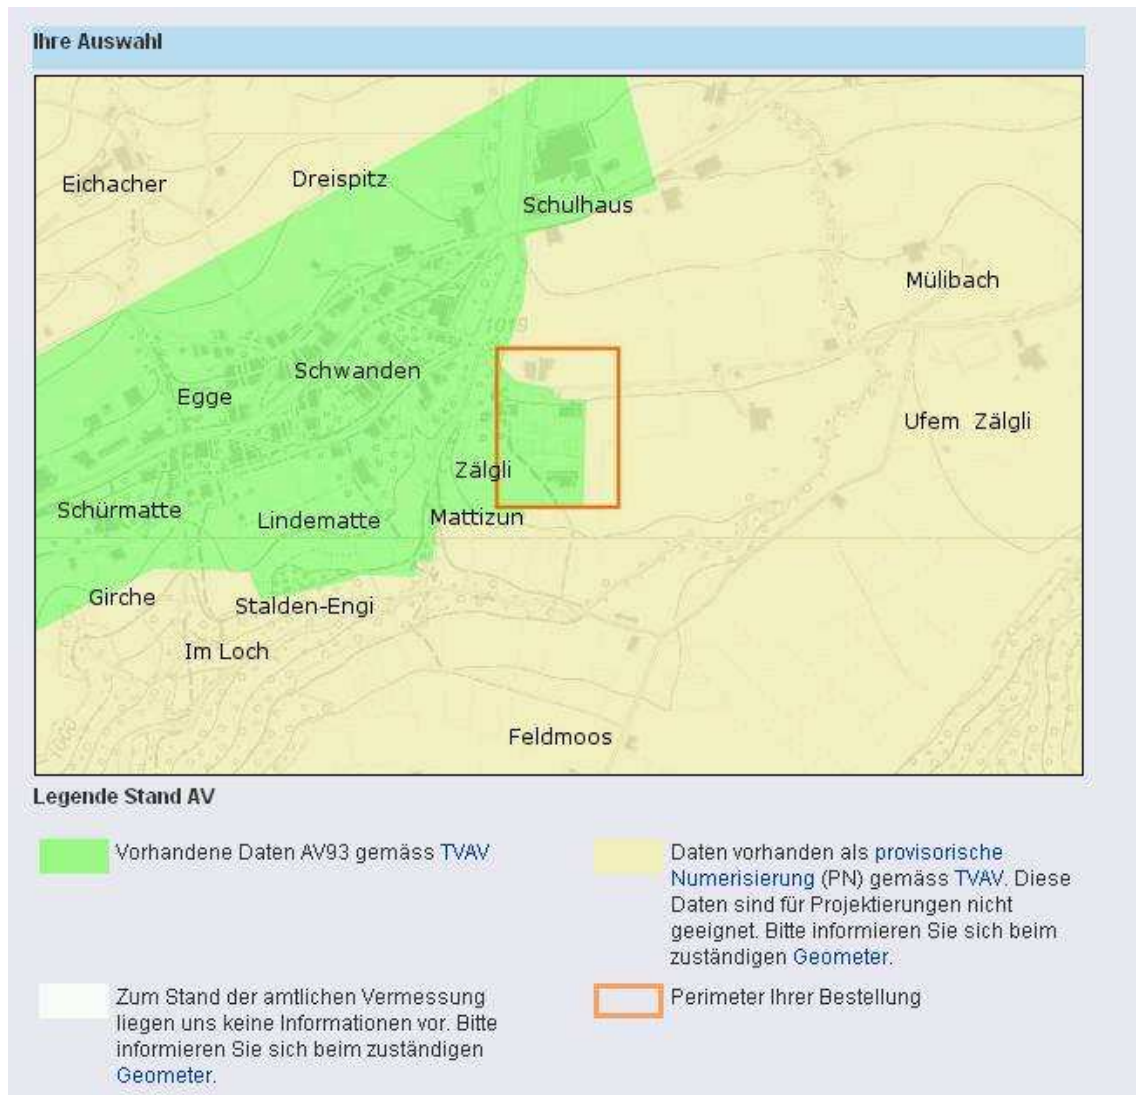 Ihre Auswahl
Eichacher
Dreispitz
Schulhaus
Mülibach
1019
Schwanden
Egge
Ufem Zälgli
Zälgli
Schürmatte
Lindematte
Mattizun
Girche
Stalden-Engi
Im Loch
Feldmoos
1000
Legende Stand AV
Vorhandene Daten AV93 gemäss TVAV
Daten vorhanden als provisorische
Numerisierung (PN) gemäss TVAV. Diese
Daten sind für Projektierungen nicht
geeignet. Bitte informieren Sie sich beim
zuständigen Geometer.
Zum Stand der amtlichen Vermessung
liegen uns keine Informationen vor. Bitte
informieren Sie sich beim zuständigen
Geometer.
Perimeter Ihrer Bestellung